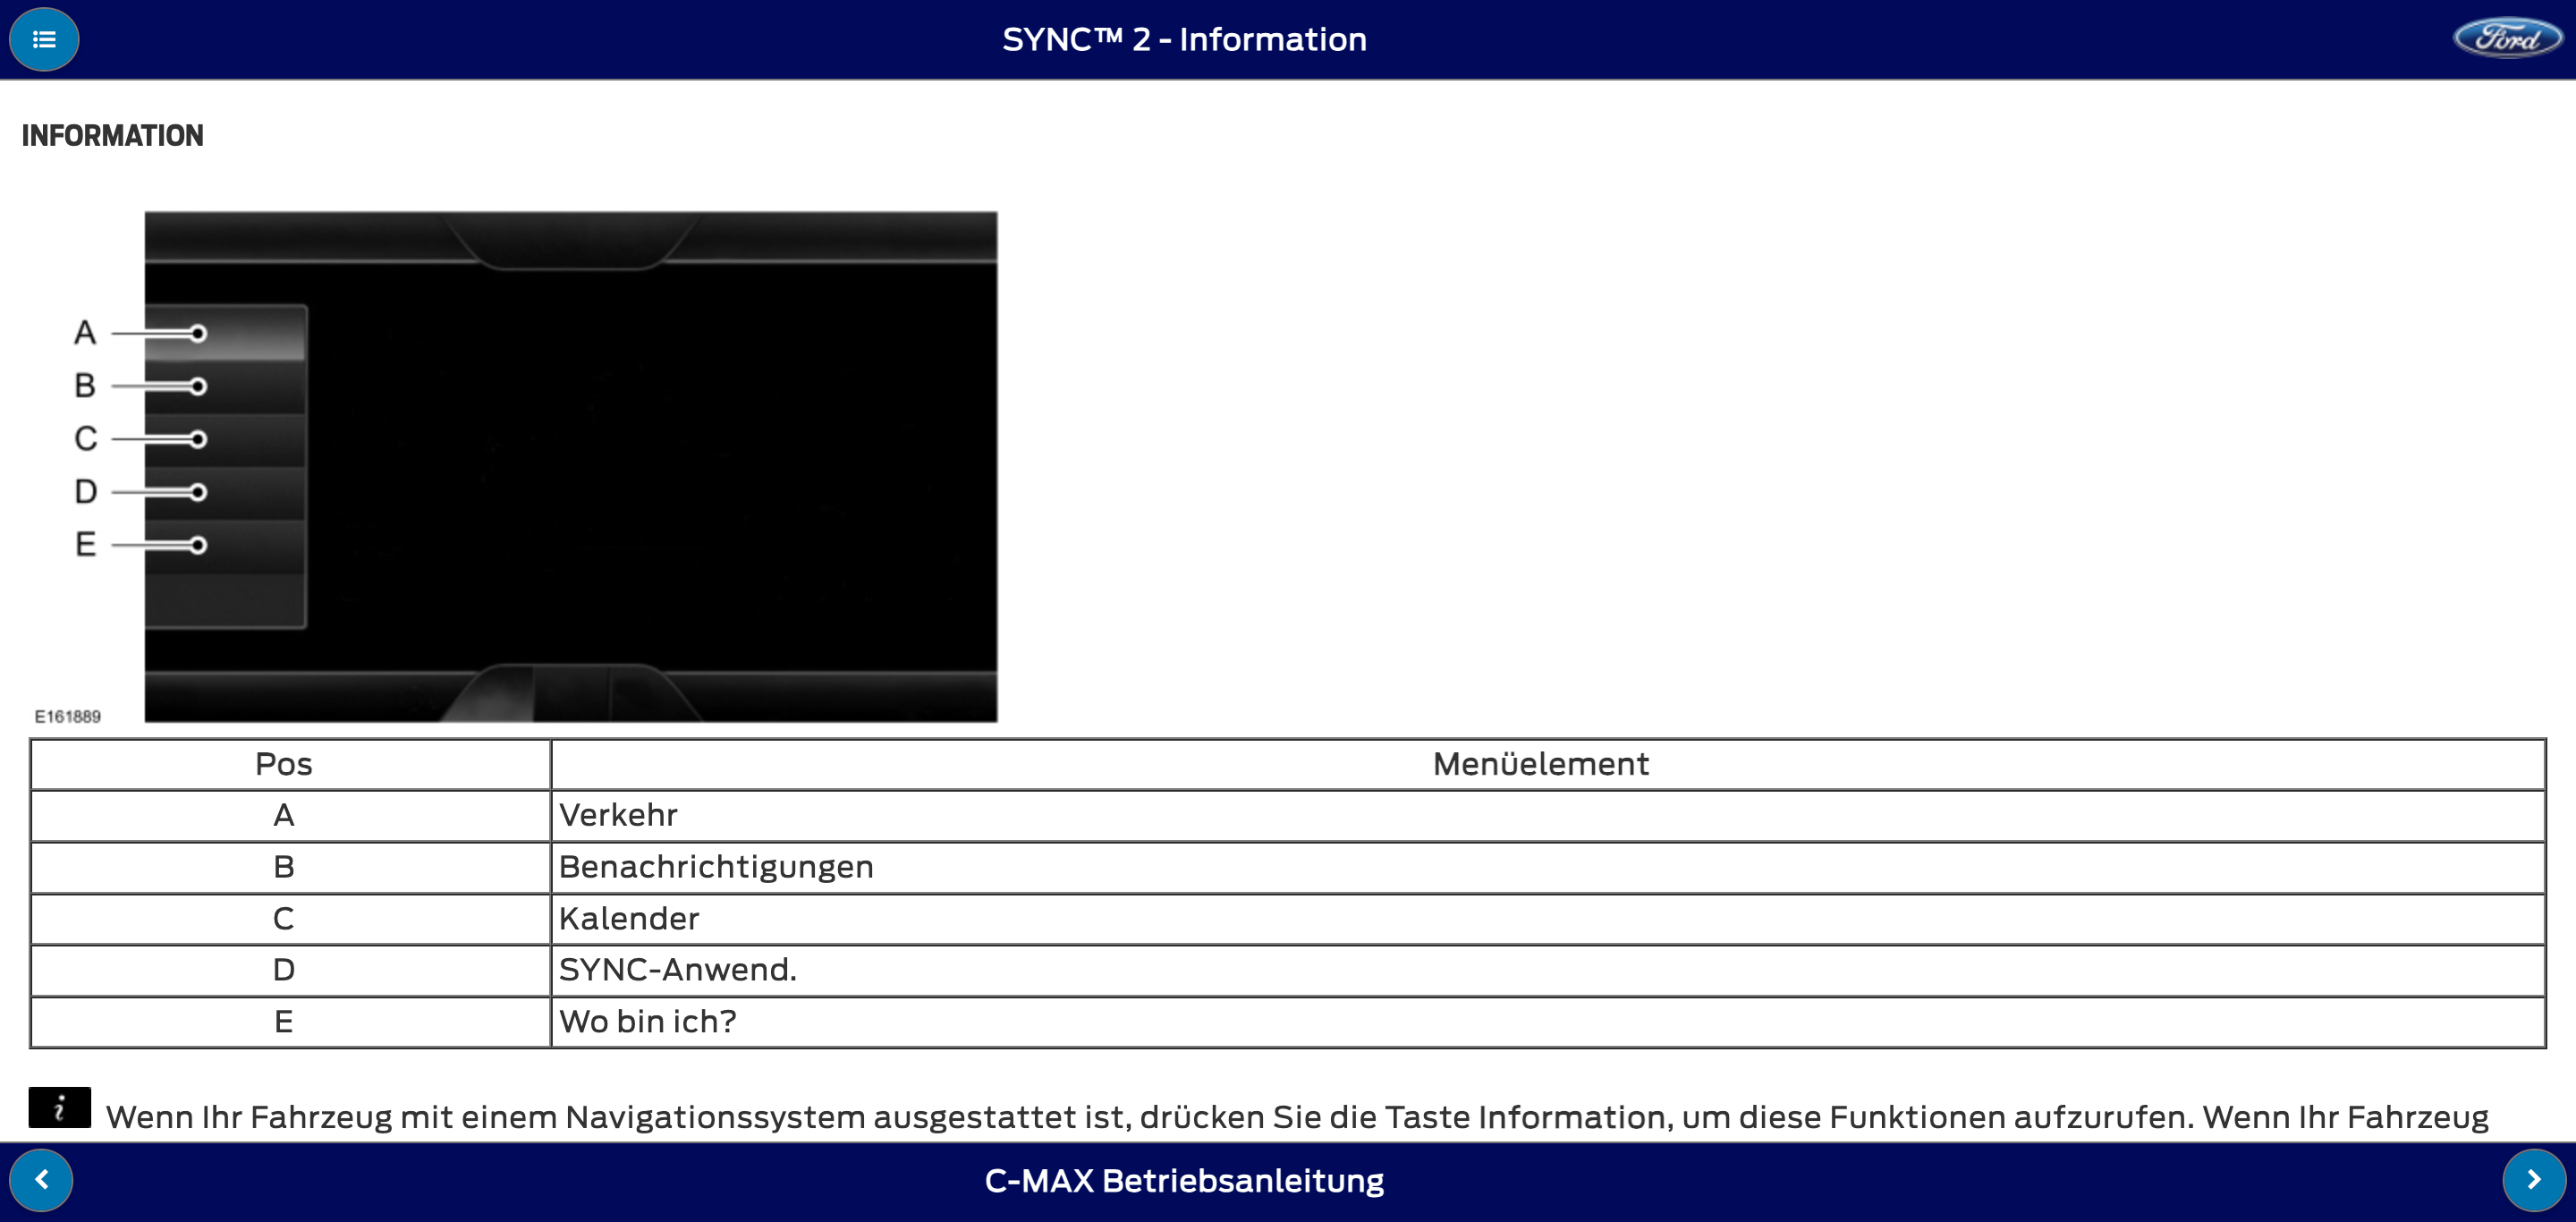 SYNC™ 2 - Information
Ford
INFORMATION
A
B
C
D
E
E161889
Pos Menüelement
A Verkehr
B Benachrichtigungen
C Kalender
D SYNC-Anwend.
E Wo bin ich?
i Wenn Ihr Fahrzeug mit einem Navigationssystem ausgestattet ist, drücken Sie die Taste Information, um diese Funktionen aufzurufen. Wenn Ihr Fahrzeug
C-MAX Betriebsanleitung